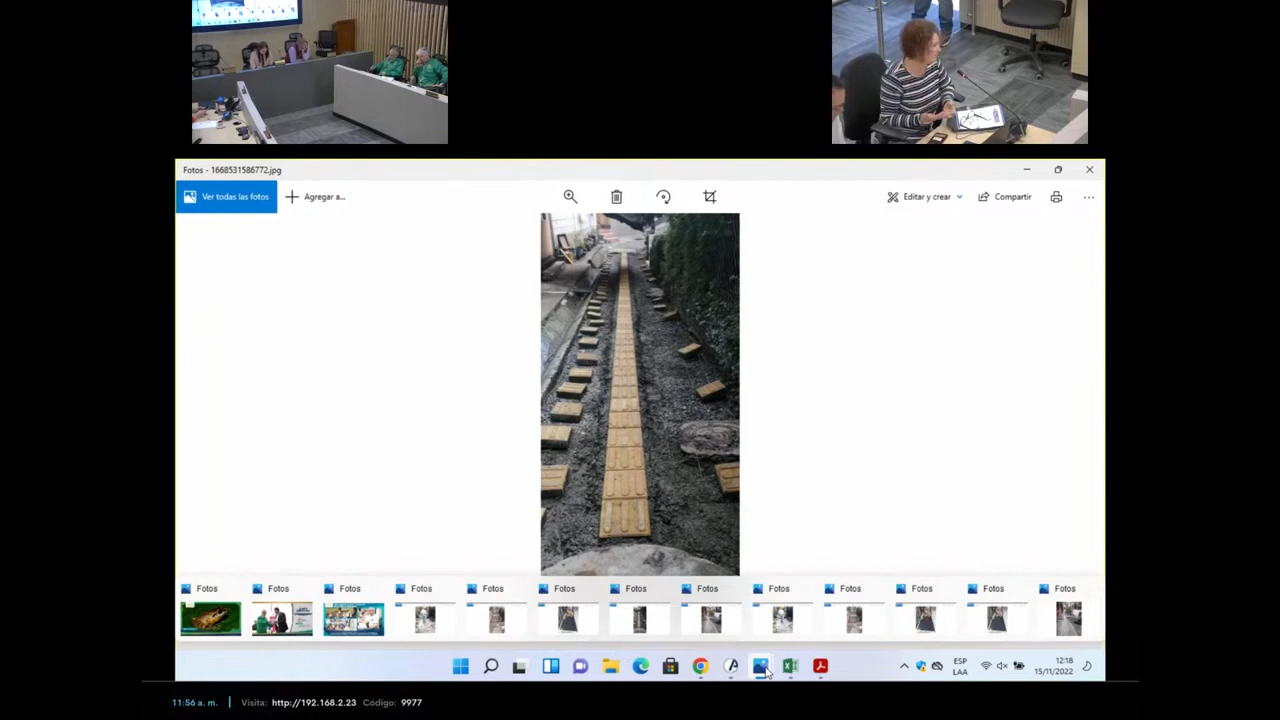 Fotos - 1668531586772.jpg
Ver todas las fotos
Agregar a...
Editar y crear
Compartir
Fotos
Fotos
Fotos
Fotos
Fotos
Fotos
Fotos
Fotos
Fotos
Fotos
Fotos
Fotos
Fotos
ESP
LAA
12:18
15/11/2022
11:56 a. m.
Visita: http://192.168.2.23 Código: 9977